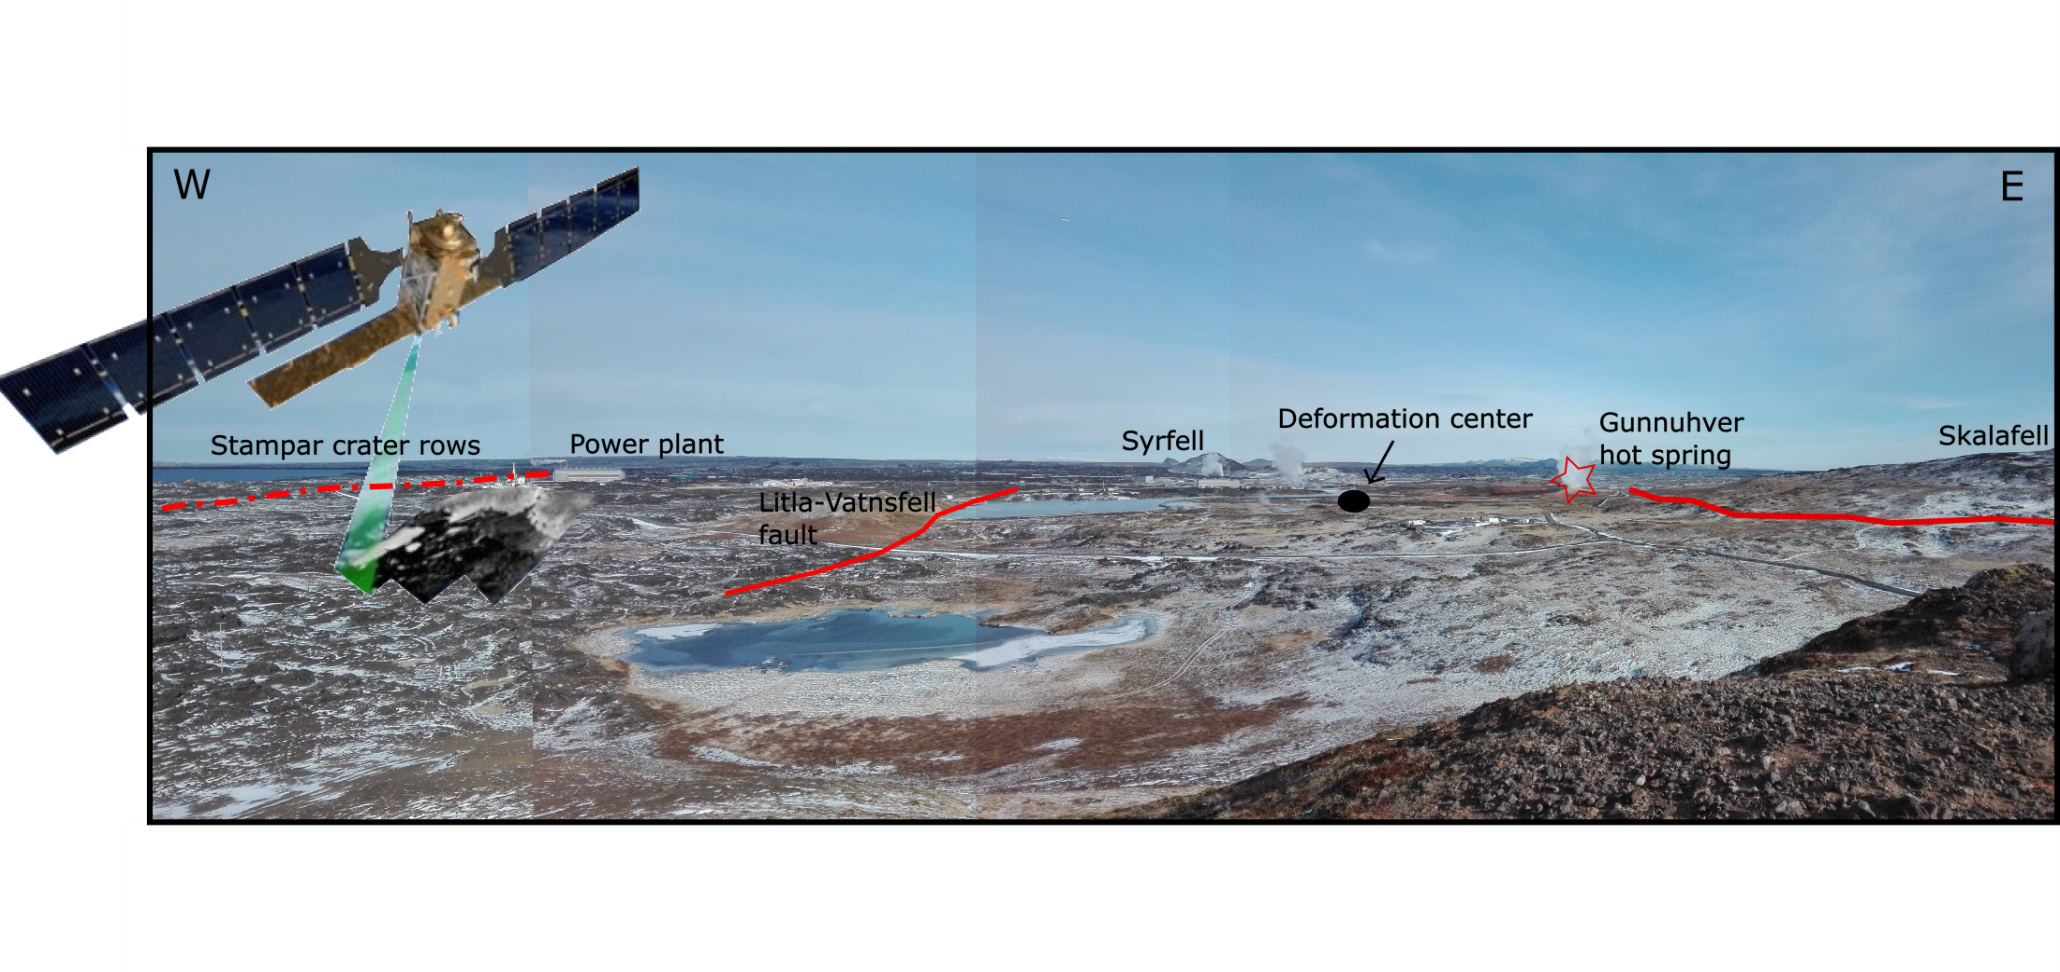 W
E
Stampar crater rows
Power plant
Litla-Vatnsfell
fault
Syrfell
Deformation center
Gunnuhver
hot spring
Skalafell